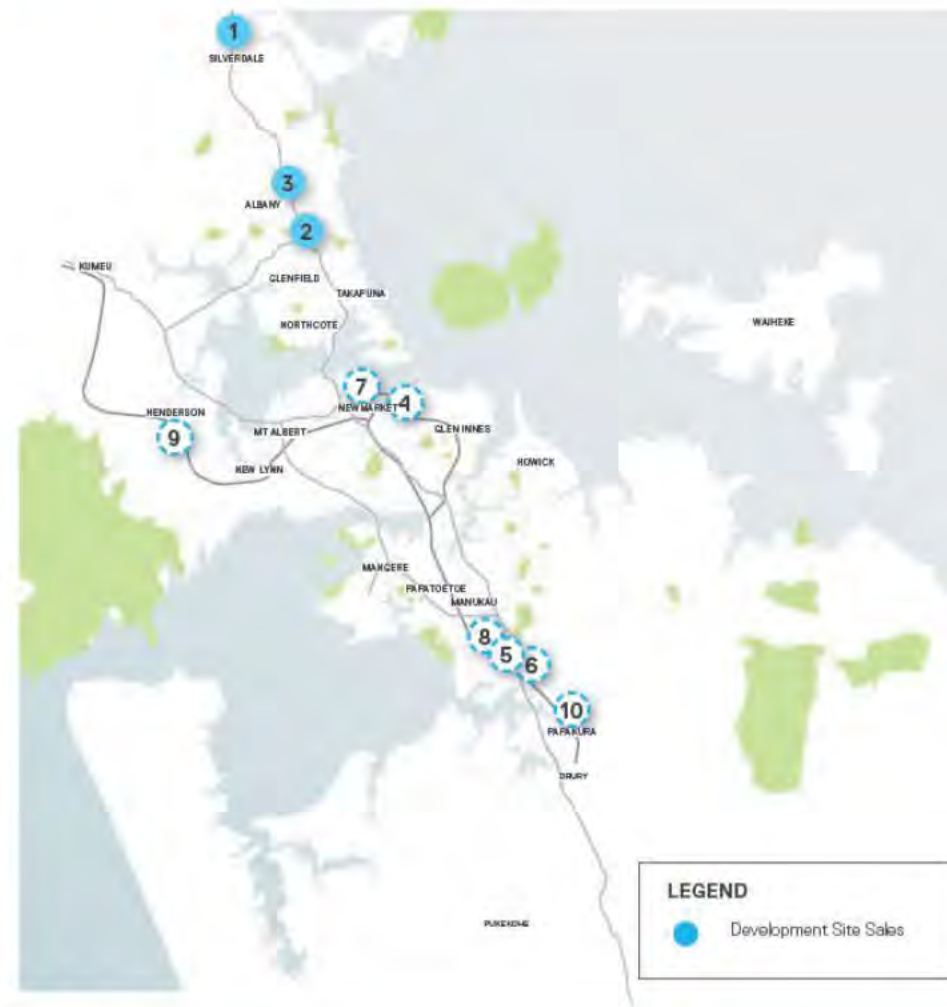 1
SILVERDALE
3
ALBANY
2
KUMEU
GLENFIELD
TAKAPUNA
NORTHCOTE
WAIHEKE
7
4
NEWMARKET
HENDERSON
9
MT ALBERT
GLEN INNES
NEW LYNN
HOWICK
MANGERE
PAPATOETOE
MANUKAU
8
5
6
10
PAPAKURA
DRURY
PUKEKOHE
LEGEND
Development Site Sales